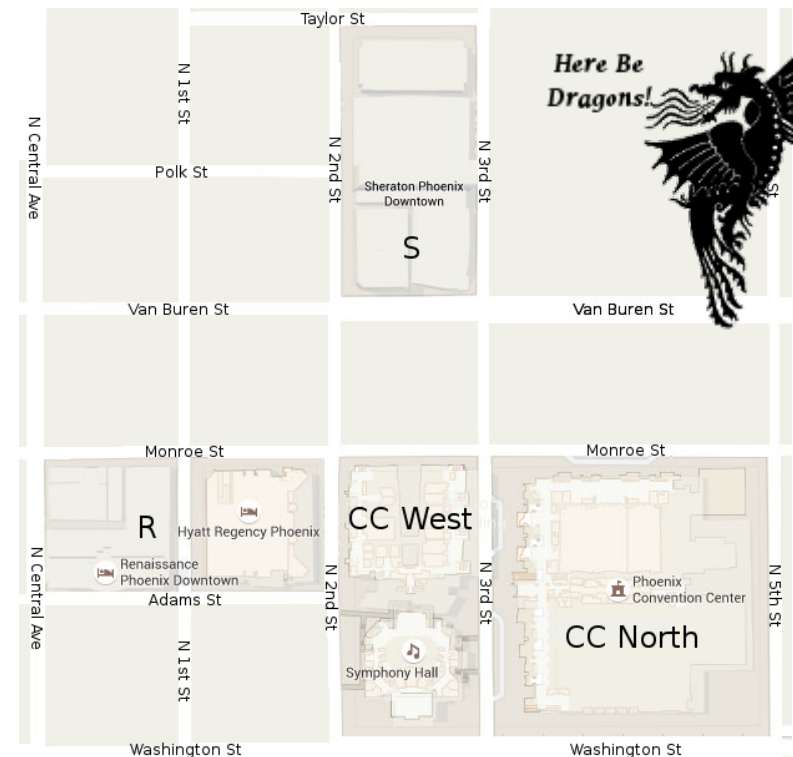 Taylor St
Here Be
Dragons!
N 1st St
N Central Ave
N 2nd St
N 3rd St
Polk St
Sheraton Phoenix
Downtown
St
S
Van Buren St
Van Buren St
Monroe St
Monroe St
R
Hyatt Regency Phoenix
CC West
Renaissance
Phoenix Downtown
Phoenix
Convention Center
N Central Ave
Adams St
N 2nd St
N 3rd St
N 5th St
CC North
N 1st St
Symphony Hall
Washington St
Washington St